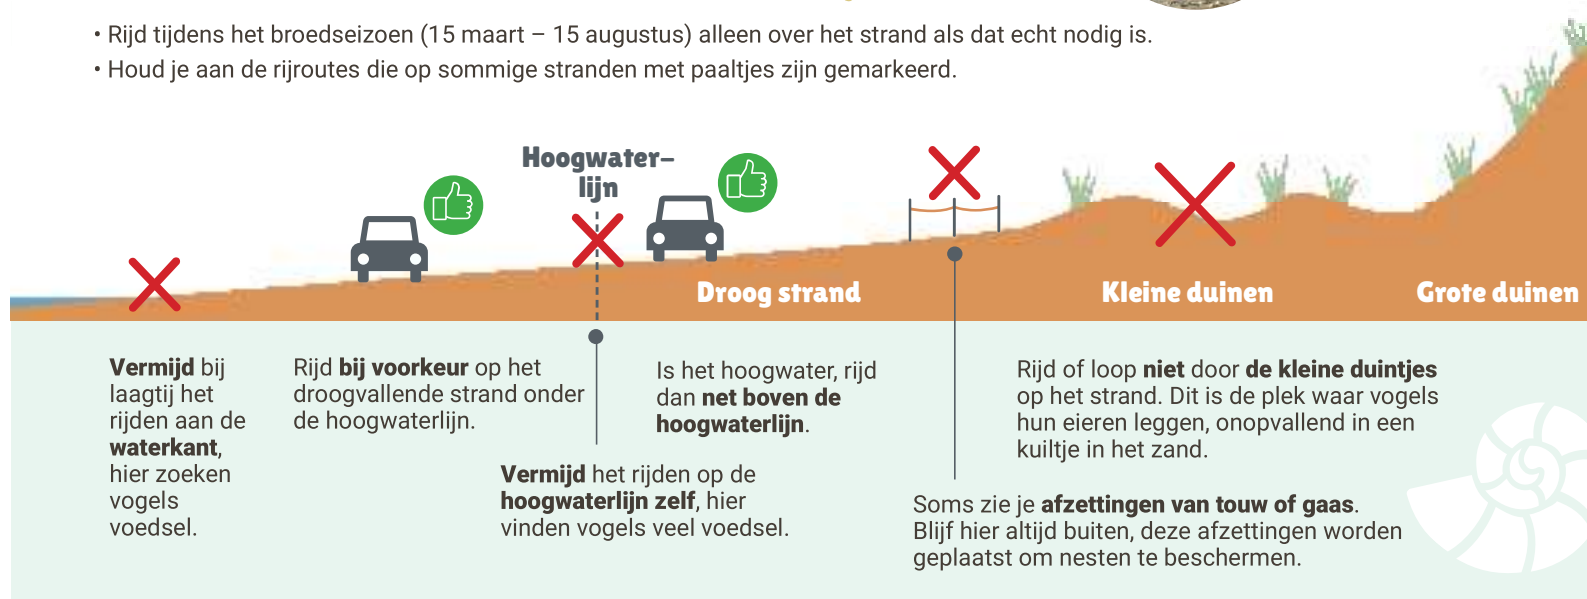 • Rijd tijdens het broedseizoen (15 maart – 15 augustus) alleen over het strand als dat echt nodig is.
• Houd je aan de rijroutes die op sommige stranden met paaltjes zijn gemarkeerd.
Hoogwater–
lijn
Droog strand
Kleine duinen
Grote duinen
Vermijd bij
laagtij het
rijden aan de
waterkant,
hier zoeken
vogels
voedsel.
Rijd bij voorkeur op het
droogvallende strand onder
de hoogwaterlijn.
Vermijd het rijden op de
hoogwaterlijn zelf, hier
vinden vogels veel voedsel.
Is het hoogwater, rijd
dan net boven de
hoogwaterlijn.
Soms zie je afzettingen van touw of gaas.
Blijf hier altijd buiten, deze afzettingen worden
geplaatst om nesten te beschermen.
Rijd of loop niet door de kleine duintjes
op het strand. Dit is de plek waar vogels
hun eieren leggen, onopvallend in een
kuiltje in het zand.